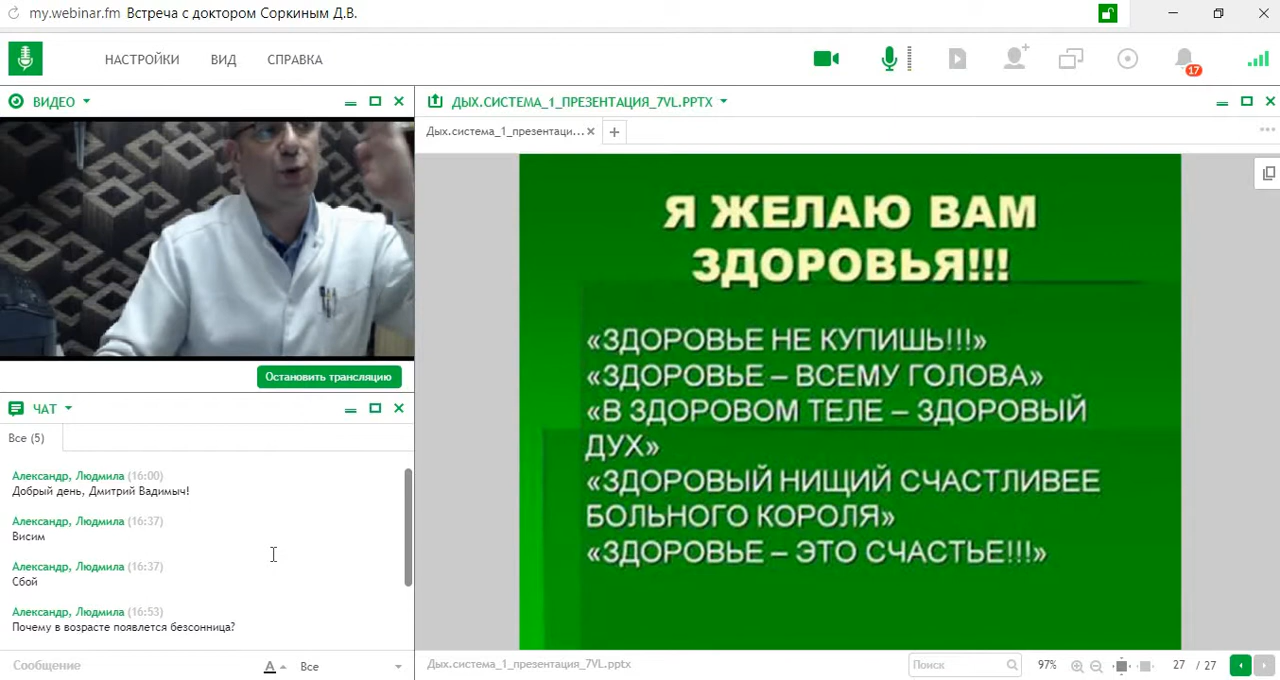 my.webinar.fm Встреча с доктором Соркиным Д.В.
НАСТРОЙКИ ВИД СПРАВКА
17
ВИДЕО
Остановить трансляцию
ЧАТ
Все (5)
Александр, Людмила (16:00)
Добрый день, Дмитрий Вадимыч!
Александр, Людмила (16:37)
Висим
Александр, Людмила (16:37)
Сбой
Александр, Людмила (16:53)
Почему в возрасте появлется безсонница?
Сообщение A Все
ДЫХ.СИСТЕМА_1_ПРЕЗЕНТАЦИЯ_7VL.PPTX
Дых.система_1_презентаци...
Я ЖЕЛАЮ ВАМ
ЗДОРОВЬЯ!!!
«ЗДОРОВЬЕ НЕ КУПИШЬ!!!»
«ЗДОРОВЬЕ – ВСЕМУ ГОЛОВА»
«В ЗДОРОВОМ ТЕЛЕ – ЗДОРОВЫЙ
ДУХ»
«ЗДОРОВЫЙ НИЩИЙ СЧАСТЛИВЕЕ
БОЛЬНОГО КОРОЛЯ»
«ЗДОРОВЬЕ – ЭТО СЧАСТЬЕ!!!»
Дых.система_1_презентация_7VL.pptx
Поиск 97% 27 / 27